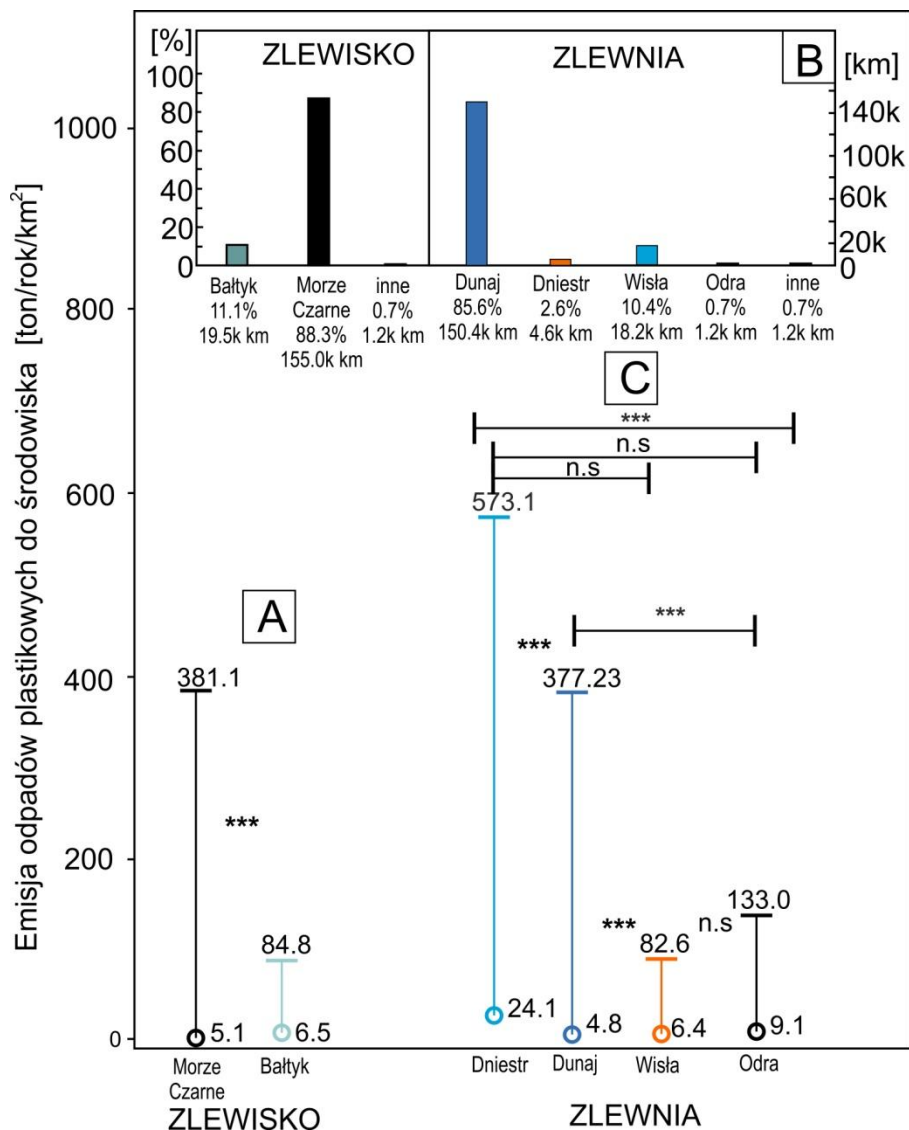 Emisja odpadów plastikowych do środowiska [ton/rok/km²]
1000
800
600
400
200
0
[%]
ZLEWISKO
ZLEWNIA
B
[km]
100
80
60
40
20
0
140k
100k
60k
20k
0
Bałtyk
11.1%
19.5k km
Morze
Czarne
88.3%
155.0k km
inne
0.7%
1.2k km
Dunaj
85.6%
150.4k km
Dniestr
2.6%
4.6k km
Wisła
10.4%
18.2k km
Odra
0.7%
1.2k km
inne
0.7%
1.2k km
C
***
n.s
n.s
573.1
A
***
***
381.1
377.23
***
84.8
***
82.6
n.s
133.0
5.1
6.5
24.1
4.8
6.4
9.1
Morze
Czarne
Bałtyk
Dniestr
Dunaj
Wisła
Odra
ZLEWISKO
ZLEWNIA